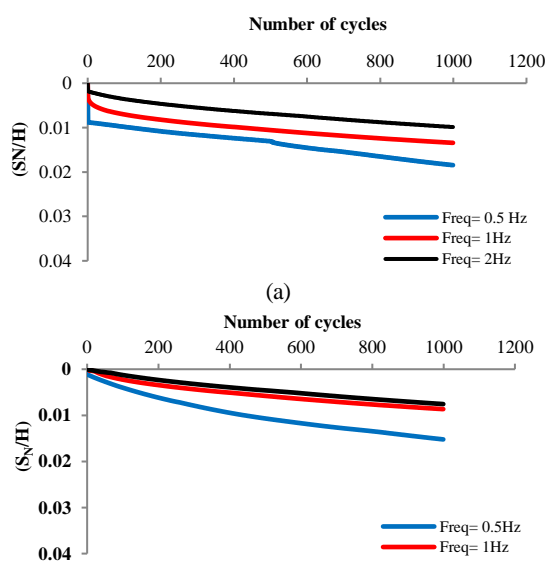 Number of cycles
0 200 400 600 800 1000 1200
0
0.01
0.02
0.03
0.04
(SN/H)
Freq= 0.5 Hz
Freq= 1Hz
Freq= 2Hz
(a)
Number of cycles
0 200 400 600 800 1000 1200
0
0.01
0.02
0.03
0.04
(S_N/H)
Freq= 0.5Hz
Freq= 1Hz